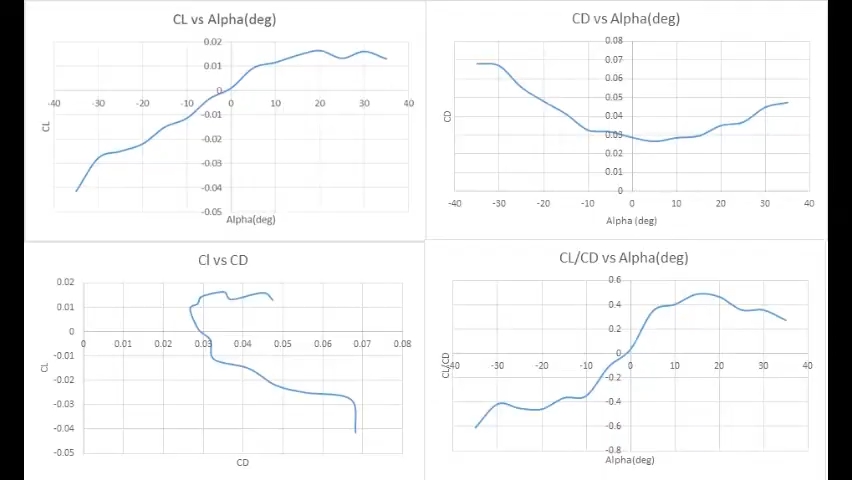 CL vs Alpha(deg)
0.02
0.01
0
-40 -30 -20 -10 0 10 20 30 40
-0.01
-0.02
-0.03
-0.04
-0.05
CL
Alpha(deg)
CD vs Alpha(deg)
0.08
0.07
0.06
0.05
0.04
0.03
0.02
0.01
0
-40 -30 -20 -10 0 10 20 30 40
CD
Alpha (deg)
Cl vs CD
0.02
0.01
0
0 0.01 0.02 0.03 0.04 0.05 0.06 0.07 0.08
-0.01
-0.02
-0.03
-0.04
-0.05
CL
CD
CL/CD vs Alpha(deg)
0.6
0.4
0.2
0
-40 -30 -20 -10 0 10 20 30 40
-0.2
-0.4
-0.6
-0.8
CL/CD
Alpha(deg)